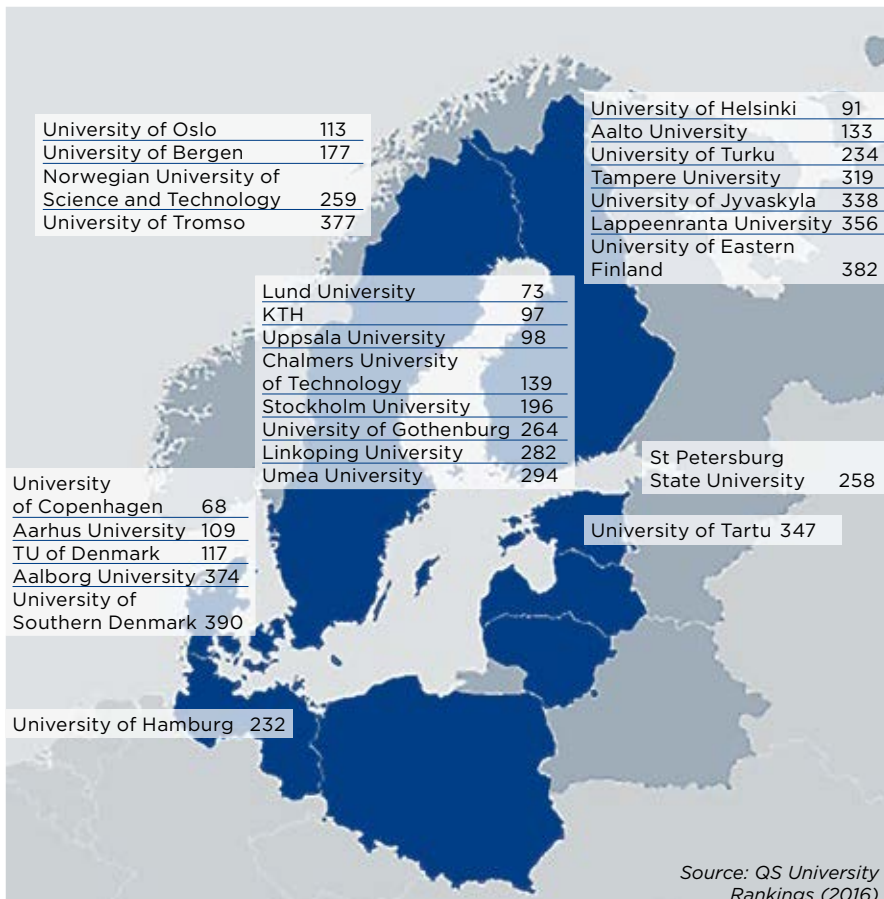 University of Oslo 113
University of Bergen 177
Norwegian University of
Science and Technology 259
University of Tromso 377
University of Helsinki 91
Aalto University 133
University of Turku 234
Tampere University 319
University of Jyvaskyla 338
Lappeenranta University 356
University of Eastern
Finland 382
Lund University 73
KTH 97
Uppsala University 98
Chalmers University
of Technology 139
Stockholm University 196
University of Gothenburg 264
Linkoping University 282
Umea University 294
St Petersburg
State University 258
University of Tartu 347
University
of Copenhagen 68
Aarhus University 109
TU of Denmark 117
Aalborg University 374
University of
Southern Denmark 390
University of Hamburg 232
Source: QS University
Rankings (2016)